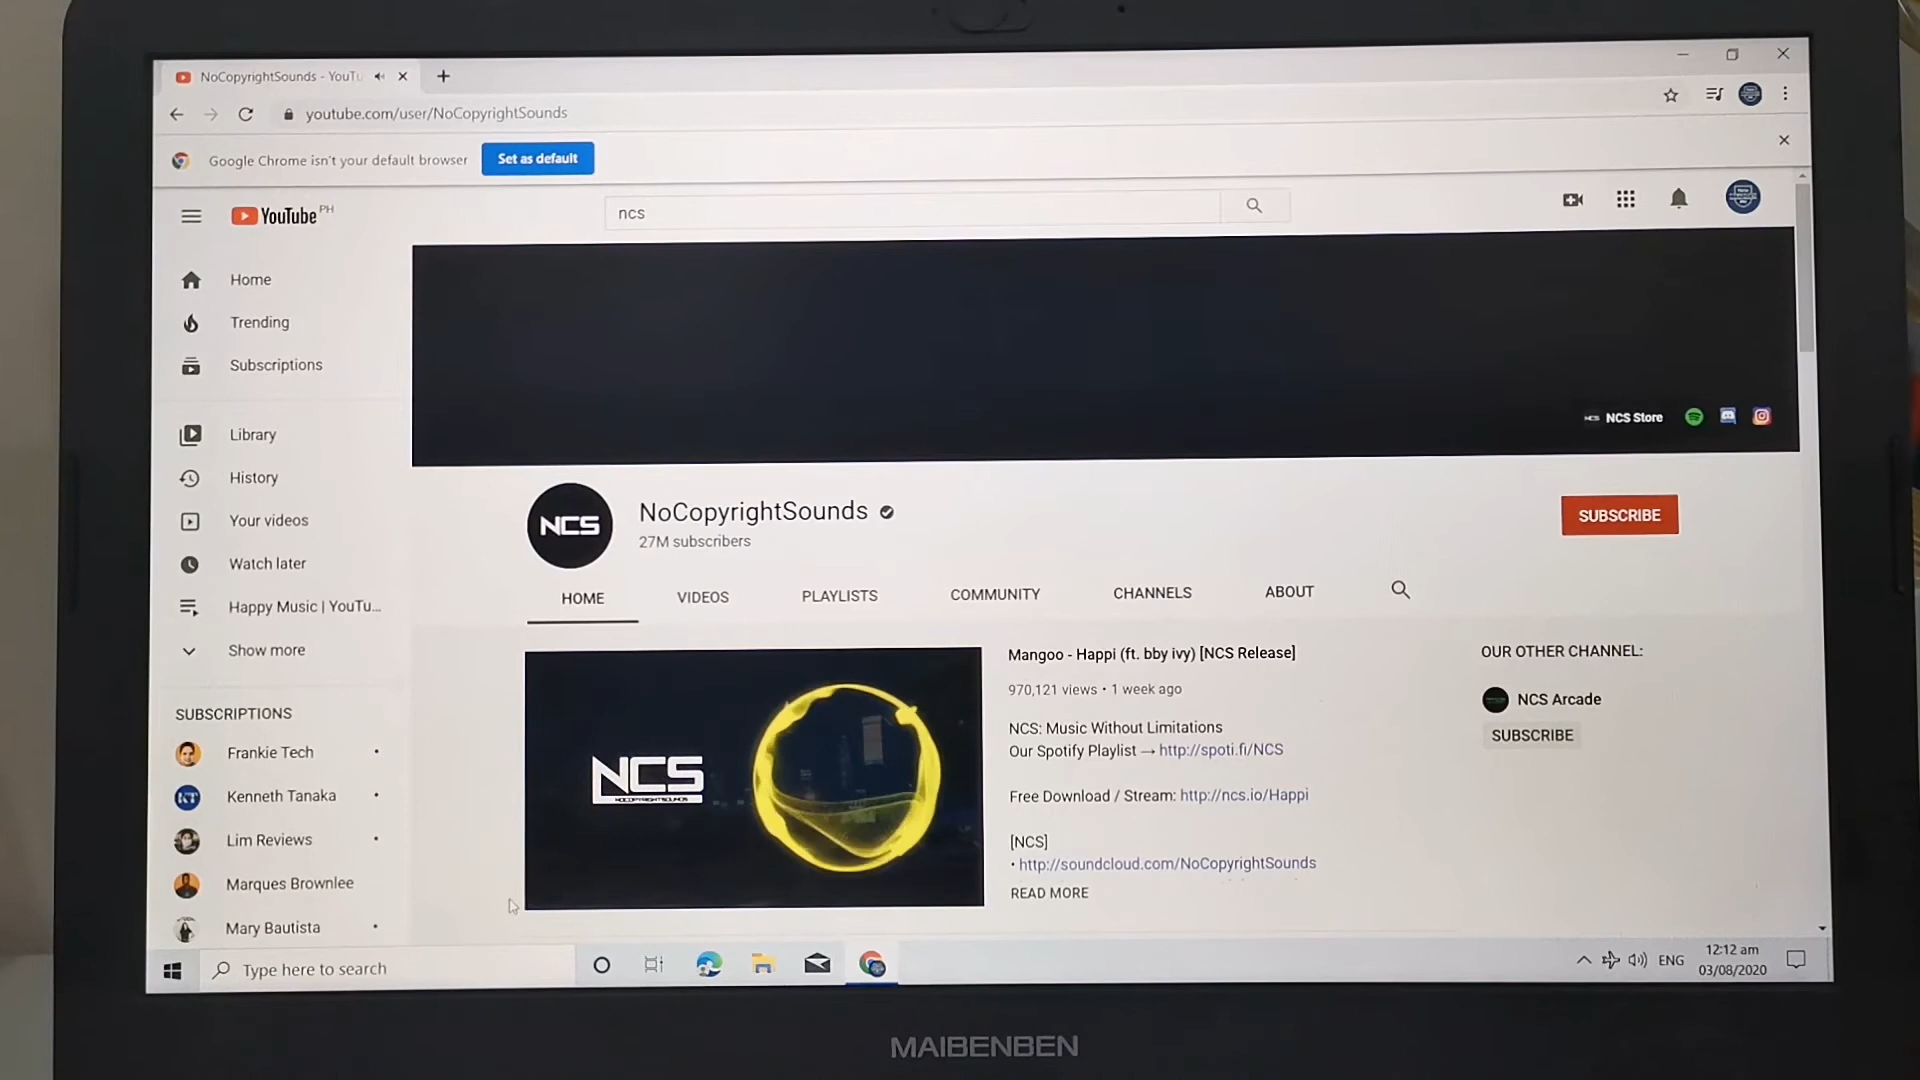 NoCopyrightSounds - YouTu
youtube.com/user/NoCopyrightSounds
Google Chrome isn't your default browser
Set as default
YouTube PH
ncs
Home
Trending
Subscriptions
Library
History
Your videos
Watch later
Happy Music | YouTu...
Show more
SUBSCRIPTIONS
Frankie Tech
Kenneth Tanaka
Lim Reviews
Marques Brownlee
Mary Bautista
NCS Store
NCS
NoCopyrightSounds
27M subscribers
SUBSCRIBE
HOME VIDEOS PLAYLISTS COMMUNITY CHANNELS ABOUT
NCS
NOCOPYRIGHTSOUNDS
Mangoo - Happi (ft. bby ivy) [NCS Release]
970,121 views • 1 week ago
NCS: Music Without Limitations
Our Spotify Playlist → http://spoti.fi/NCS
Free Download / Stream: http://ncs.io/Happi
[NCS]
• http://soundcloud.com/NoCopyrightSounds
READ MORE
OUR OTHER CHANNEL:
NCS Arcade
SUBSCRIBE
Type here to search
ENG
12:12 am
03/08/2020
MAIBENBEN